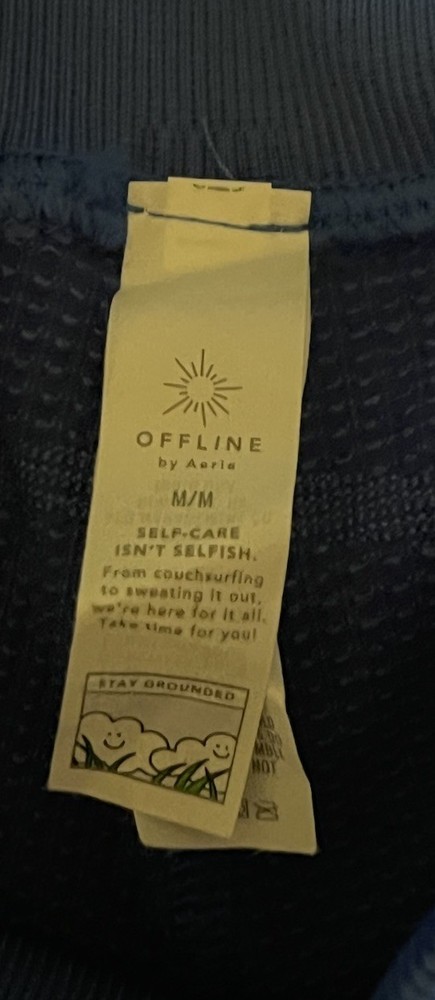 OFFLINE
by Aerie
M/M
SELF-CARE
ISN'T SELFISH.
From couchsurfing
to sweating it out,
we're here for it all.
Take time for you!
STAY GROUNDED
NOT